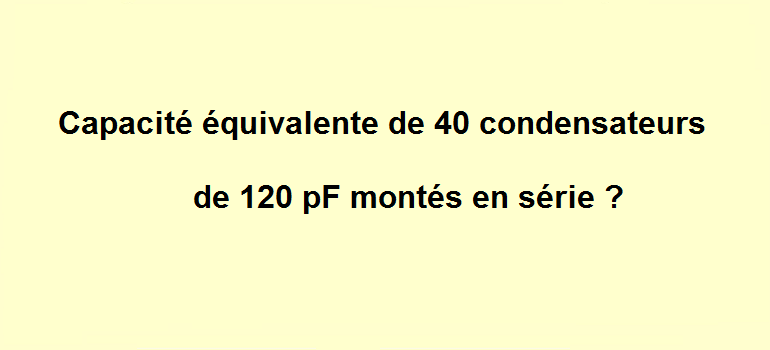 Capacité équivalente de 40 condensateurs
de 120 pF montés en série ?